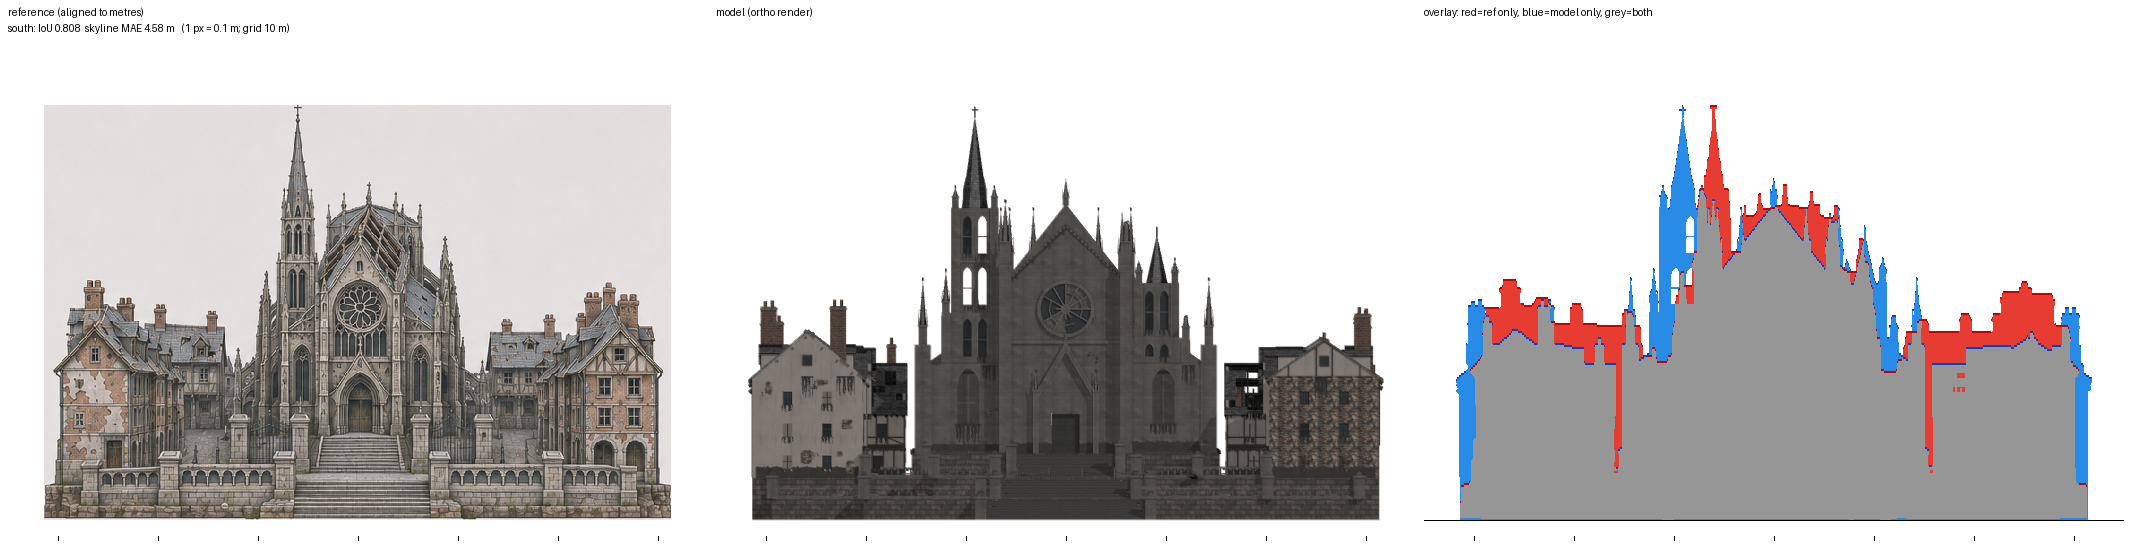 reference (aligned to metres)
south: IoU 0.808 skyline MAE 4.58 m (1 px = 0.1 m; grid 10 m)
model (ortho render)
overlay: red=ref only, blue=model only, grey=both